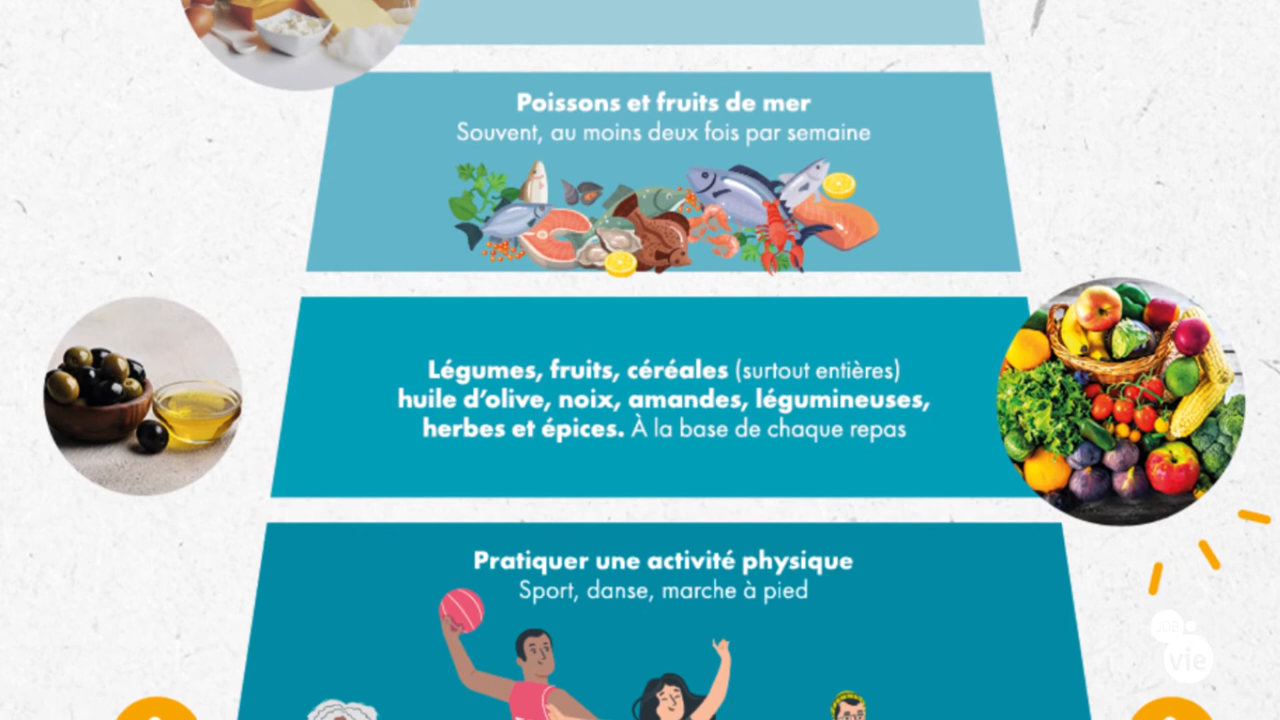 Poissons et fruits de mer
Souvent, au moins deux fois par semaine
Légumes, fruits, céréales (surtout entières)
huile d'olive, noix, amandes, légumineuses,
herbes et épices. À la base de chaque repas
Pratiquer une activité physique
Sport, danse, marche à pied
vie